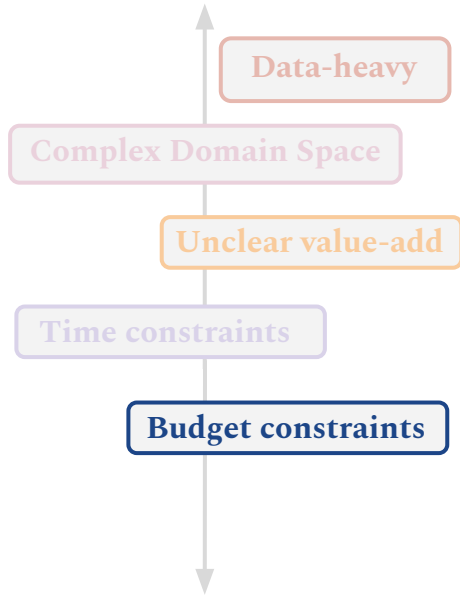 Data-heavy
Complex Domain Space
Unclear value-add
Time constraints
Budget constraints